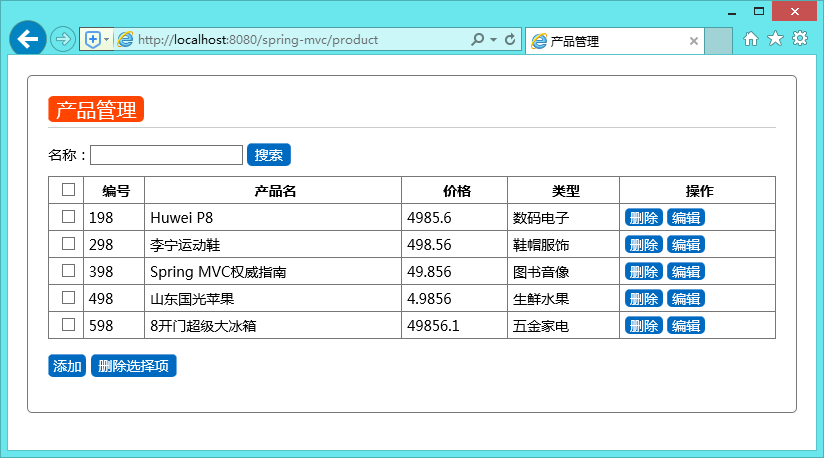 http://localhost:8080/spring-mvc/product
产品管理
产品管理
名称： 搜索
编号 产品名 价格 类型 操作
198 Huwei P8 4985.6 数码电子 删除 编辑
298 李宁运动鞋 498.56 鞋帽服饰 删除 编辑
398 Spring MVC权威指南 49.856 图书音像 删除 编辑
498 山东国光苹果 4.9856 生鲜水果 删除 编辑
598 8开门超级大冰箱 49856.1 五金家电 删除 编辑
添加 删除选择项